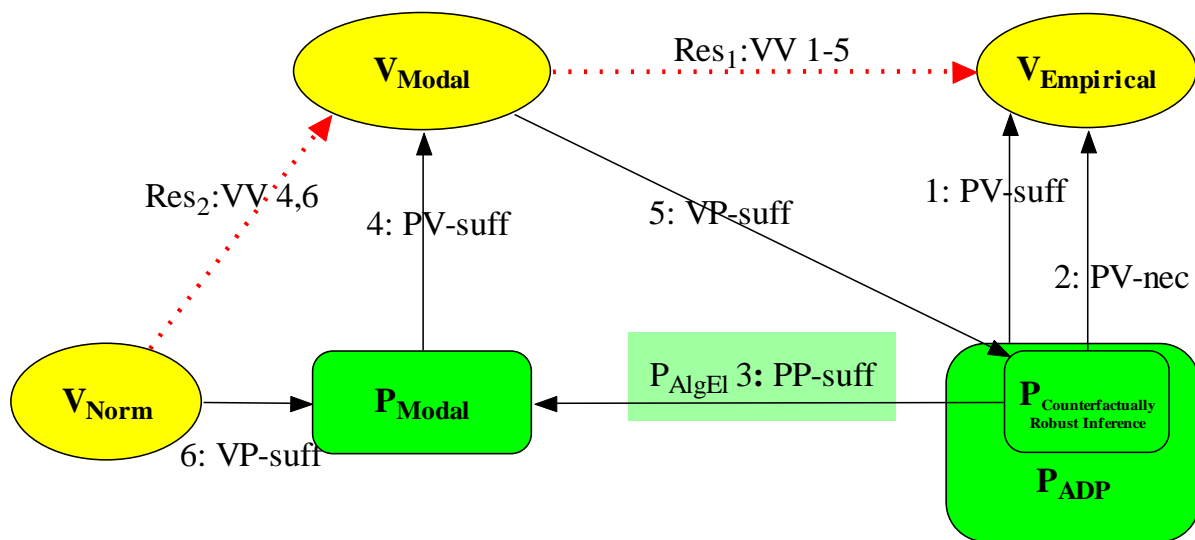 Res1:VV 1-5
VModal
VEmpirical
Res2:VV 4,6
4: PV-suff
5: VP-suff
1: PV-suff
2: PV-nec
PAlgEl 3: PP-suff
VNorm
PModal
PCounterfactually
Robust Inference
6: VP-suff
PADP